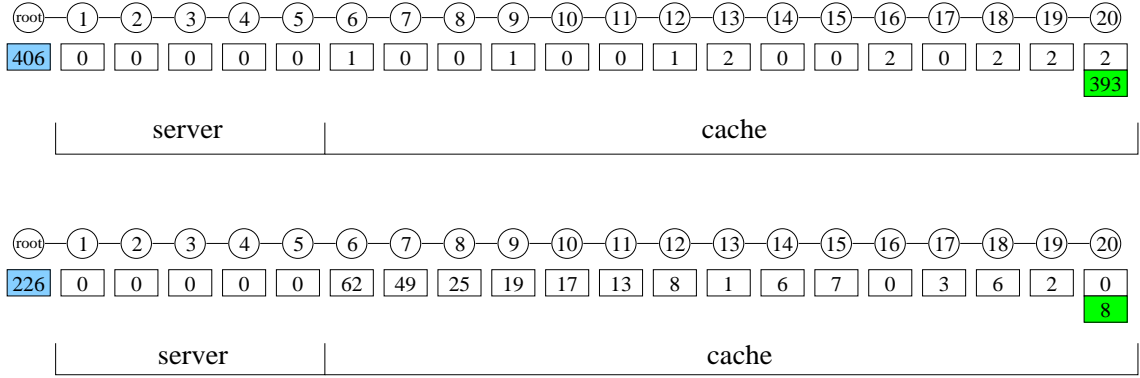 root 1 2 3 4 5 6 7 8 9 10 11 12 13 14 15 16 17 18 19 20
406 0 0 0 0 0 1 0 0 1 0 0 1 2 0 0 2 0 2 2 2
393
server cache
root 1 2 3 4 5 6 7 8 9 10 11 12 13 14 15 16 17 18 19 20
226 0 0 0 0 0 62 49 25 19 17 13 8 1 6 7 0 3 6 2 0
8
server cache